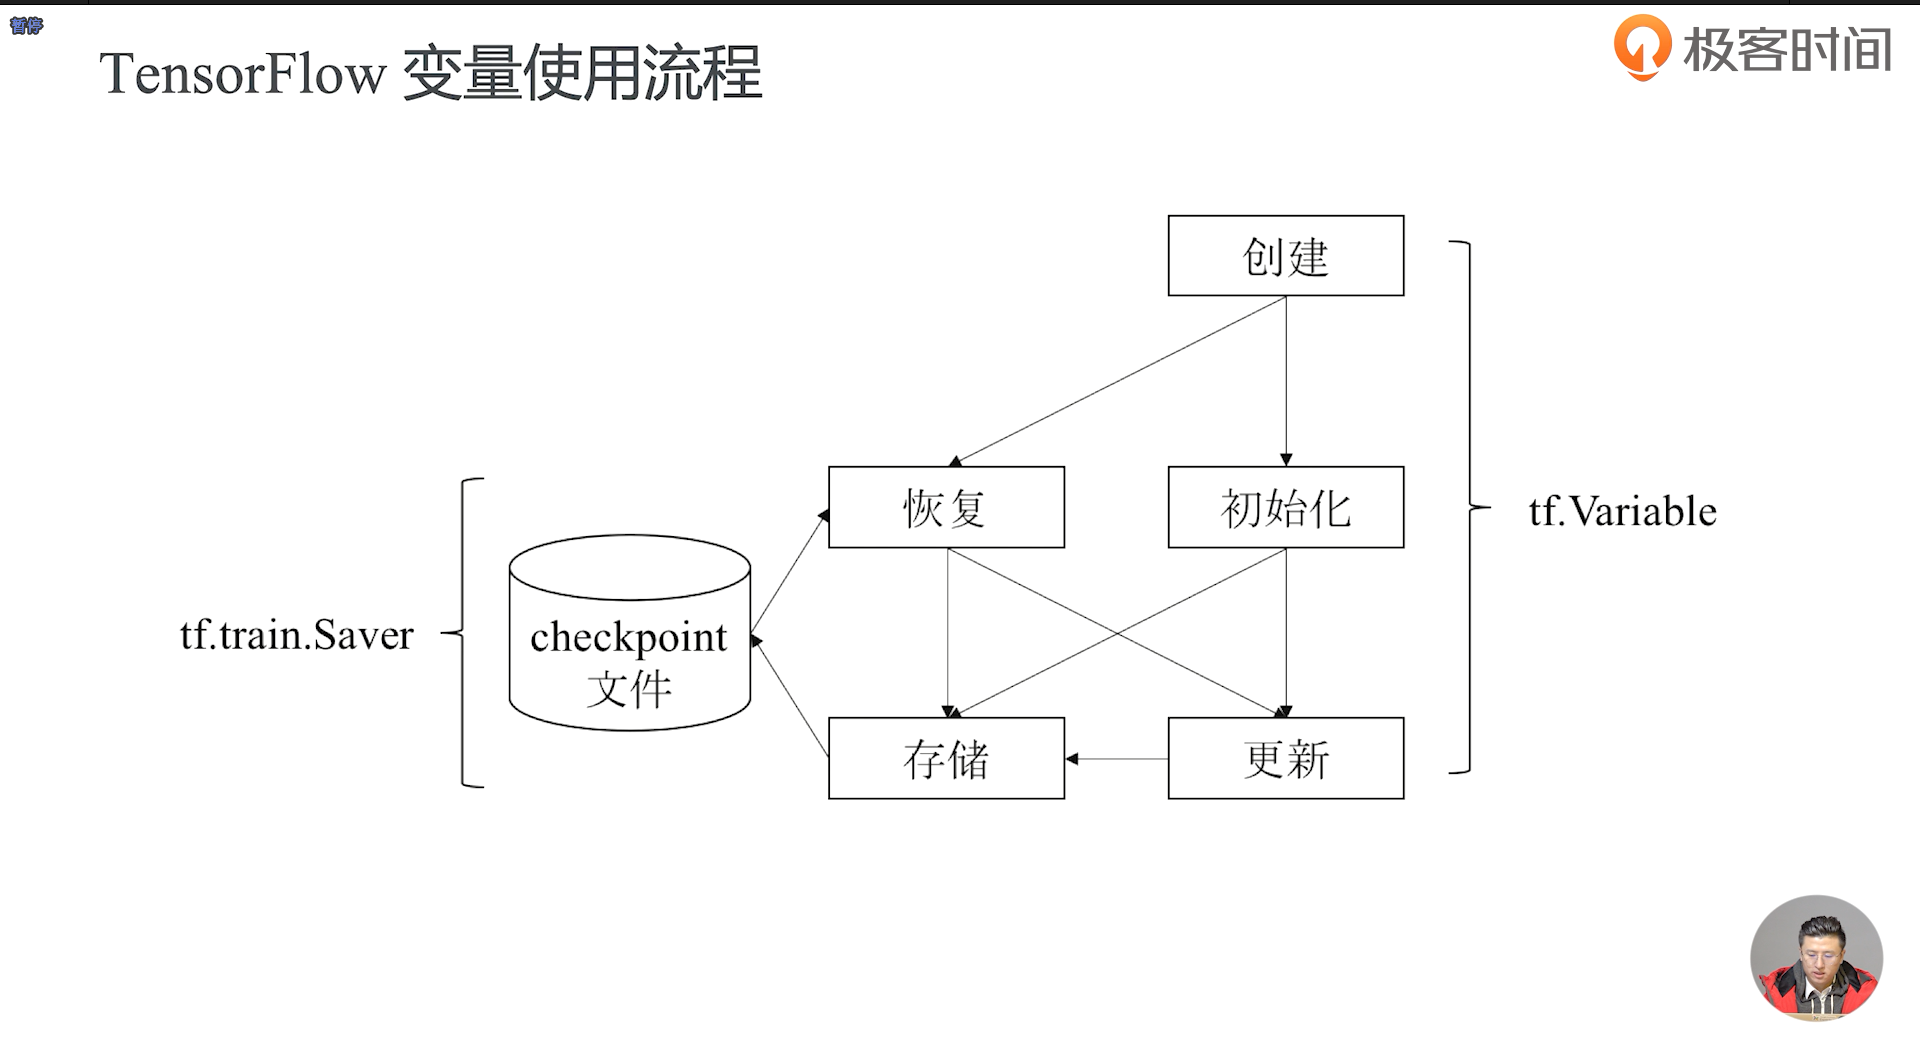 暂停
TensorFlow 变量使用流程
极客时间
创建
恢复
初始化
tf.Variable
tf.train.Saver
checkpoint
文件
存储
更新